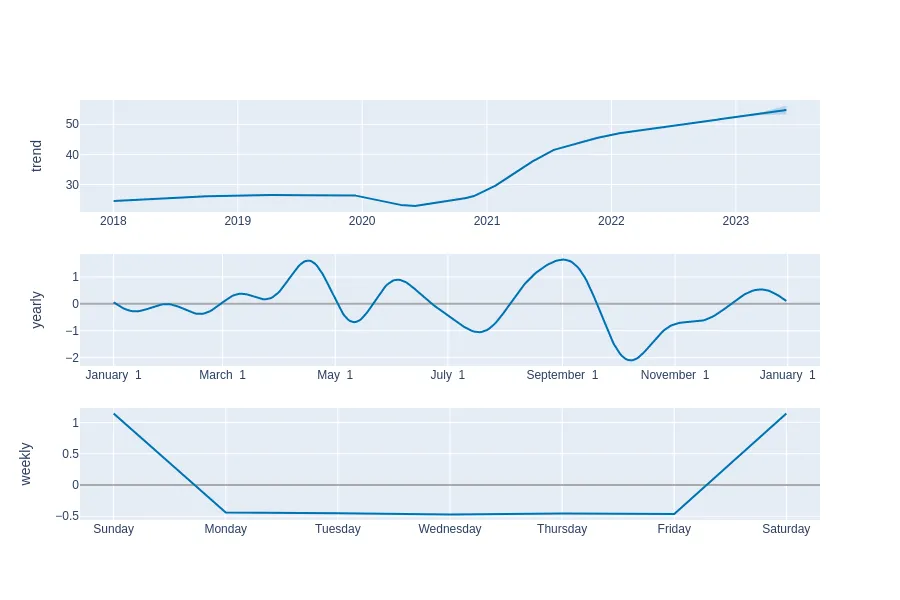 trend
50
40
30
2018 2019 2020 2021 2022 2023
yearly
1
0
−1
−2
January 1 March 1 May 1 July 1 September 1 November 1 January 1
weekly
1
0.5
0
−0.5
Sunday Monday Tuesday Wednesday Thursday Friday Saturday